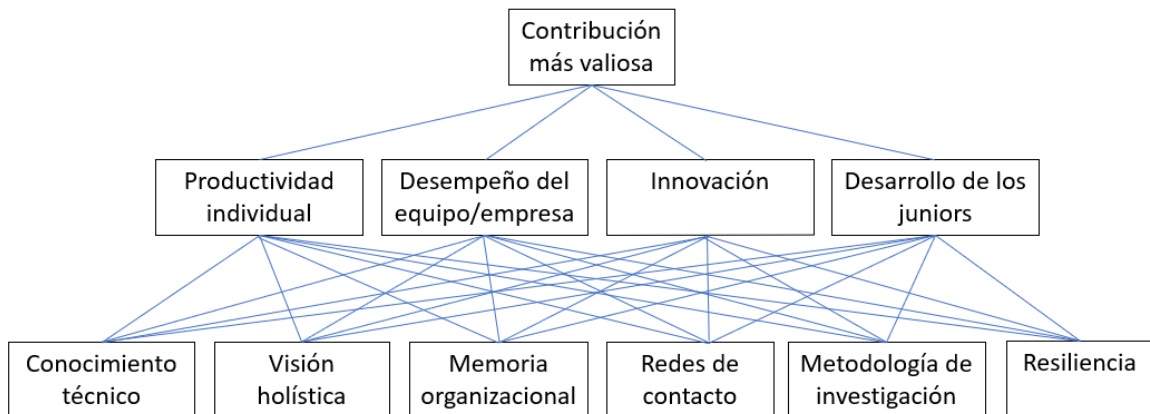 Contribución
más valiosa
Productividad
individual
Desempeño del
equipo/empresa
Innovación
Desarrollo de los
juniors
Conocimiento
técnico
Visión
holística
Memoria
organizacional
Redes de
contacto
Metodología de
investigación
Resiliencia